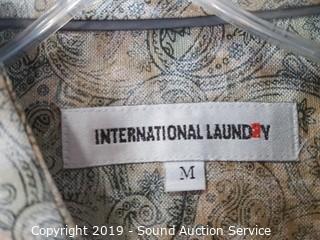 INTERNATIONAL LAUNDRY
M
Copyright 2019 - Sound Auction Service